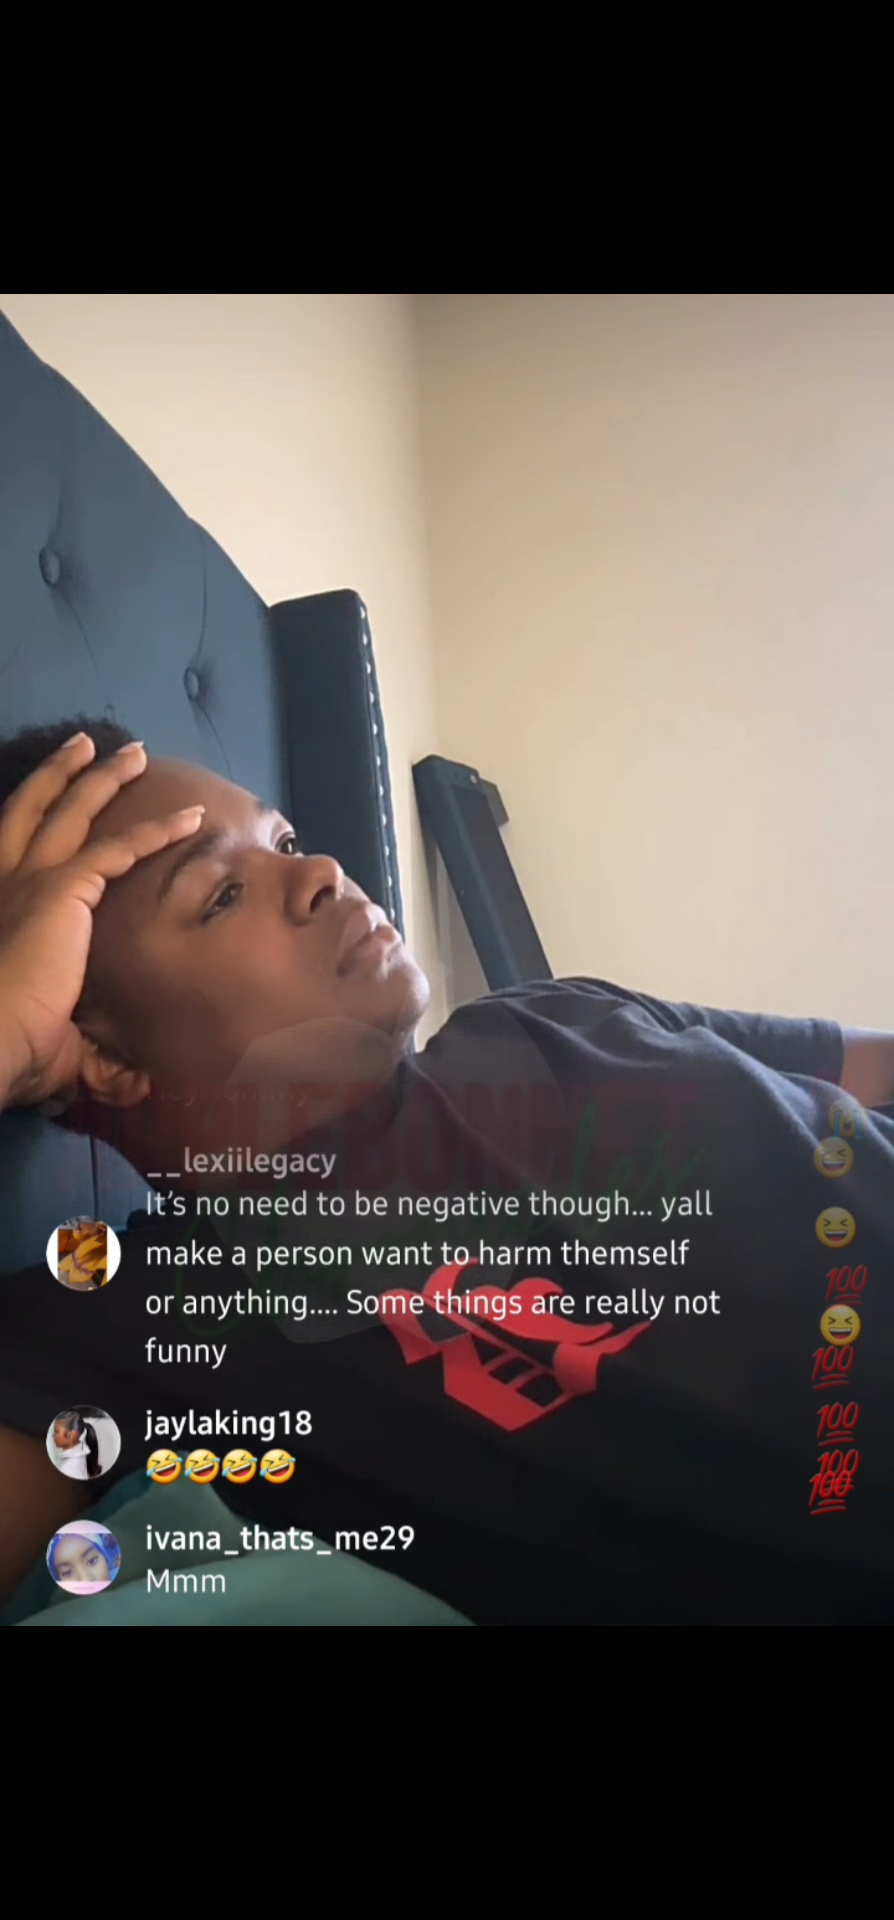 __lexiilegacy
It’s no need to be negative though... yall
make a person want to harm themself
or anything.... Some things are really not
funny
jaylaking18
🤣🤣🤣🤣
ivana_thats_me29
Mmm
💯
💯
💯
💯
💯